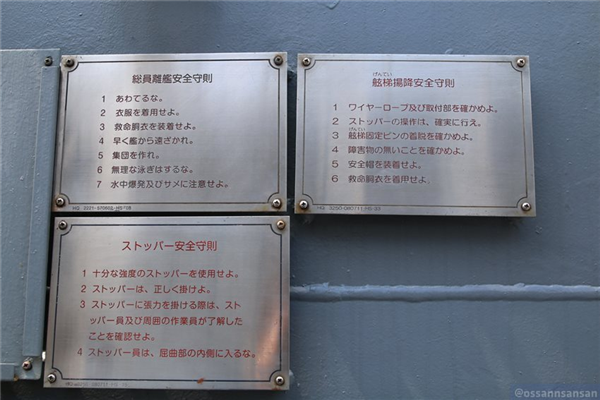 総員離艦安全守則
1 あわてるな。
2 衣服を着用せよ。
3 救命胴衣を装着せよ。
4 早く艦から遠ざかれ。
5 集団を作れ。
6 無理な泳ぎはするな。
7 水中爆発及びサメに注意せよ。
げんてい
舷梯揚降安全守則
1 ワイヤーロープ及び取付部を確かめよ。
2 ストッパーの操作は、確実に行え。
げんてい
3 舷梯固定ピンの着脱を確かめよ。
4 障害物の無いことを確かめよ。
5 安全帽を装着せよ。
6 救命胴衣を着用せよ。
ストッパー安全守則
1 十分な強度のストッパーを使用せよ。
2 ストッパーは、正しく掛けよ。
3 ストッパーに張力を掛ける際は、スト
ッパー員及び周囲の作業員が了解した
ことを確認せよ。
4 ストッパー員は、屈曲部の内側に入るな。
@ossannsansan